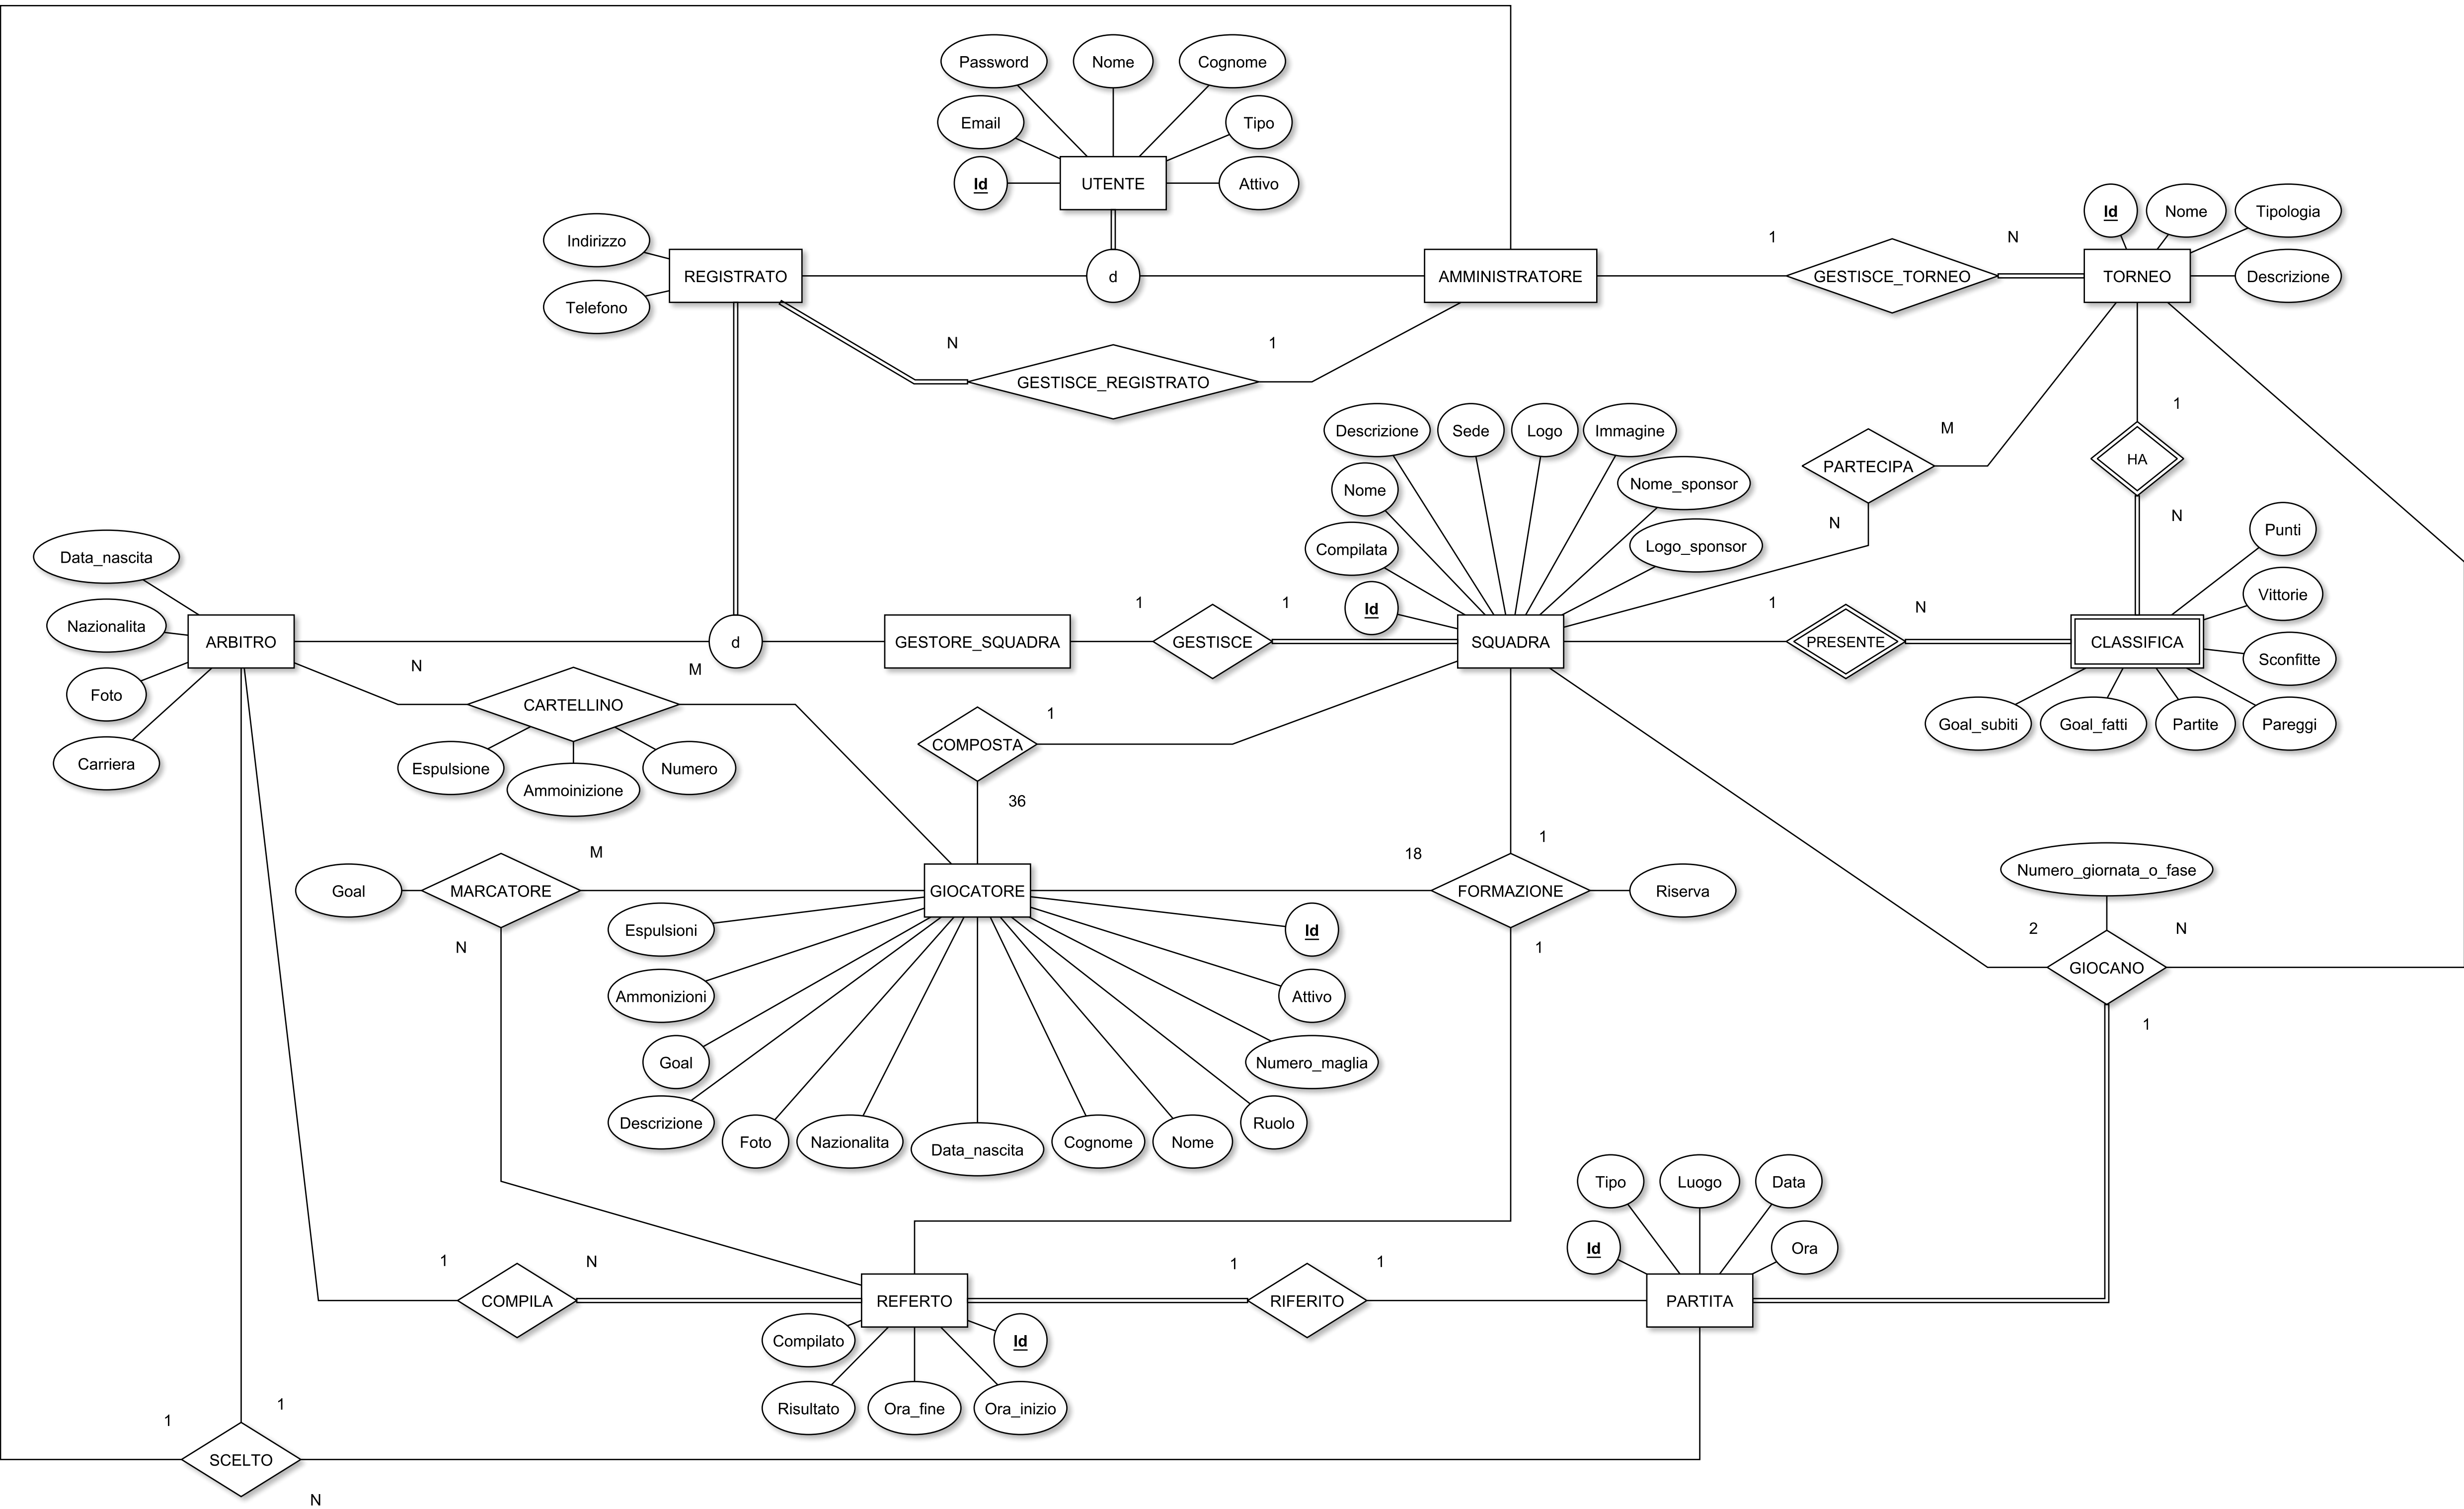 Password
Nome
Cognome
Email
Tipo
Id
UTENTE
Attivo
Id
Nome
Tipologia
Indirizzo
1
N
REGISTRATO
d
AMMINISTRATORE
GESTISCE_TORNEO
TORNEO
Descrizione
Telefono
N
1
GESTISCE_REGISTRATO
1
Descrizione
Sede
Logo
Immagine
M
PARTECIPA
HA
Nome
Nome_sponsor
N
N
Punti
Compilata
Logo_sponsor
Data_nascita
Vittorie
Id
1
1
1
N
Nazionalita
ARBITRO
d
GESTORE_SQUADRA
GESTISCE
SQUADRA
PRESENTE
CLASSIFICA
Sconfitte
N
M
Foto
CARTELLINO
1
Goal_subiti
Goal_fatti
Partite
Pareggi
COMPOSTA
Carriera
Espulsione
Ammoinizione
Numero
36
1
18
M
Numero_giornata_o_fase
Goal
MARCATORE
GIOCATORE
FORMAZIONE
Riserva
Espulsioni
Id
2
N
N
1
GIOCANO
Ammonizioni
Attivo
1
Goal
Numero_maglia
Descrizione
Ruolo
Foto
Nazionalita
Data_nascita
Cognome
Nome
Tipo
Luogo
Data
Id
Ora
1
N
1
1
COMPILA
REFERTO
RIFERITO
PARTITA
Compilato
Id
Risultato
Ora_fine
Ora_inizio
1
1
SCELTO
N